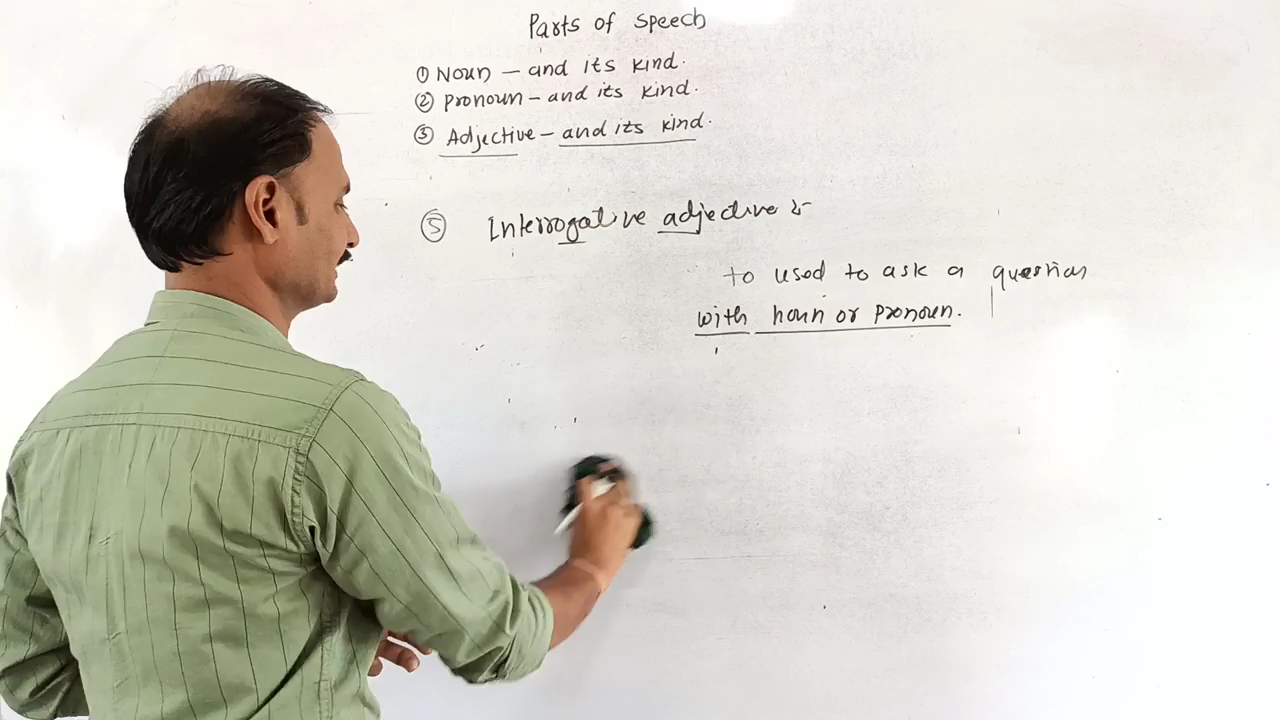 Parts of speech
① Noun – and its kind.
② Pronoun – and its kind.
③ Adjective – and its kind.
⑤ Interrogative adjective :-
to used to ask a question
with noun or pronoun.